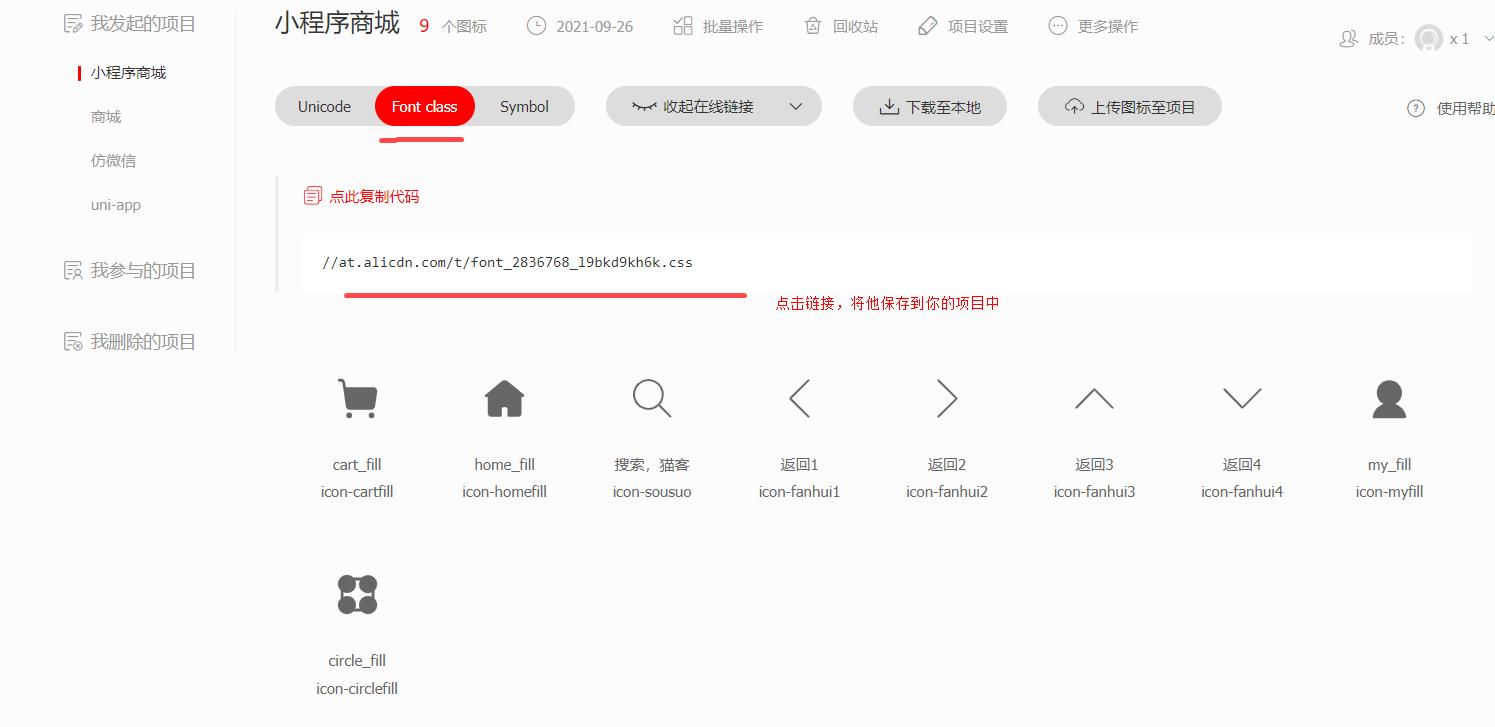 我发起的项目
小程序商城
商城
仿微信
uni-app
我参与的项目
我删除的项目
小程序商城 9 个图标 2021-09-26 批量操作 回收站 项目设置 更多操作
成员: x 1
Unicode Font class Symbol 收起在线链接 下载至本地 上传图标至项目
使用帮助
点此复制代码
//at.alicdn.com/t/font_2836768_l9bkd9kh6k.css
点击链接，将他保存到你的项目中
cart_fill home_fill 搜索，猫客 返回1 返回2 返回3 返回4 my_fill
icon-cartfill icon-homefill icon-sousuo icon-fanhui1 icon-fanhui2 icon-fanhui3 icon-fanhui4 icon-myfill
circle_fill
icon-circlefill